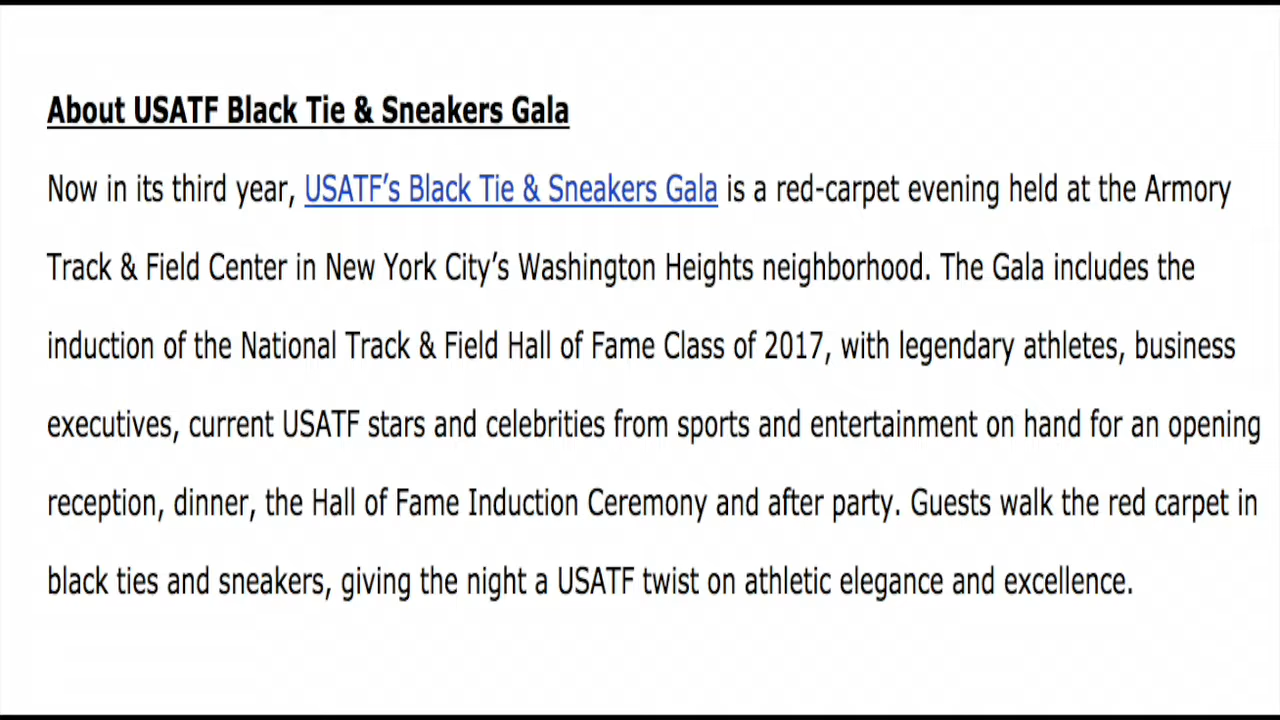 About USATF Black Tie & Sneakers Gala
Now in its third year, USATF’s Black Tie & Sneakers Gala is a red-carpet evening held at the Armory
Track & Field Center in New York City’s Washington Heights neighborhood. The Gala includes the
induction of the National Track & Field Hall of Fame Class of 2017, with legendary athletes, business
executives, current USATF stars and celebrities from sports and entertainment on hand for an opening
reception, dinner, the Hall of Fame Induction Ceremony and after party. Guests walk the red carpet in
black ties and sneakers, giving the night a USATF twist on athletic elegance and excellence.